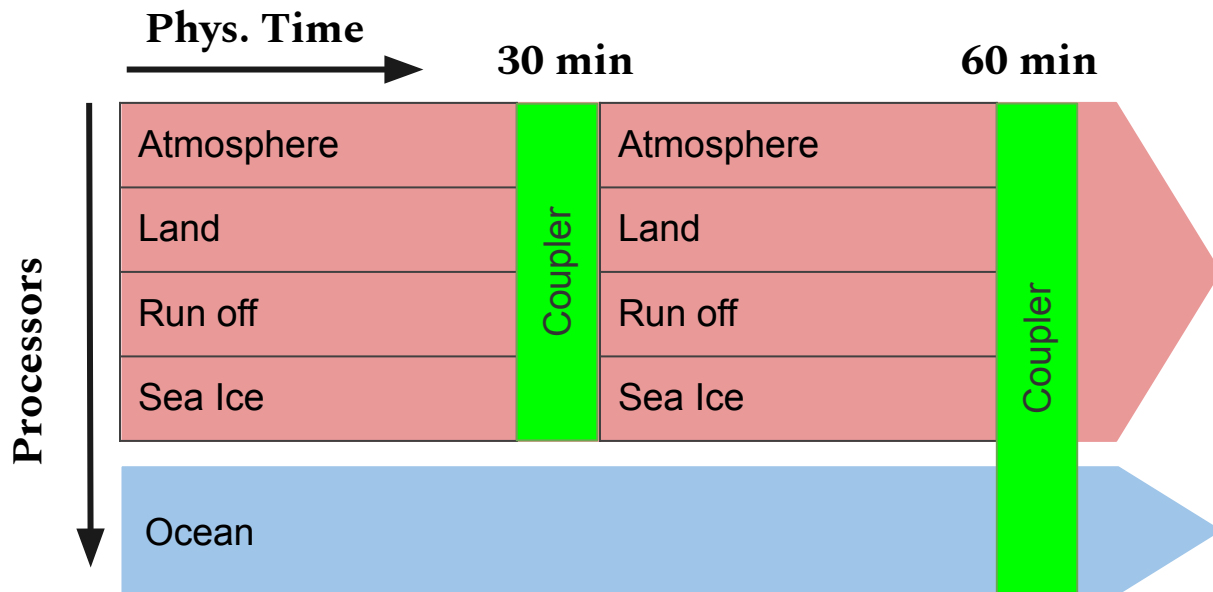 Phys. Time
30 min
60 min
Processors
Atmosphere
Land
Run off
Sea Ice
Coupler
Atmosphere
Land
Run off
Sea Ice
Coupler
Ocean